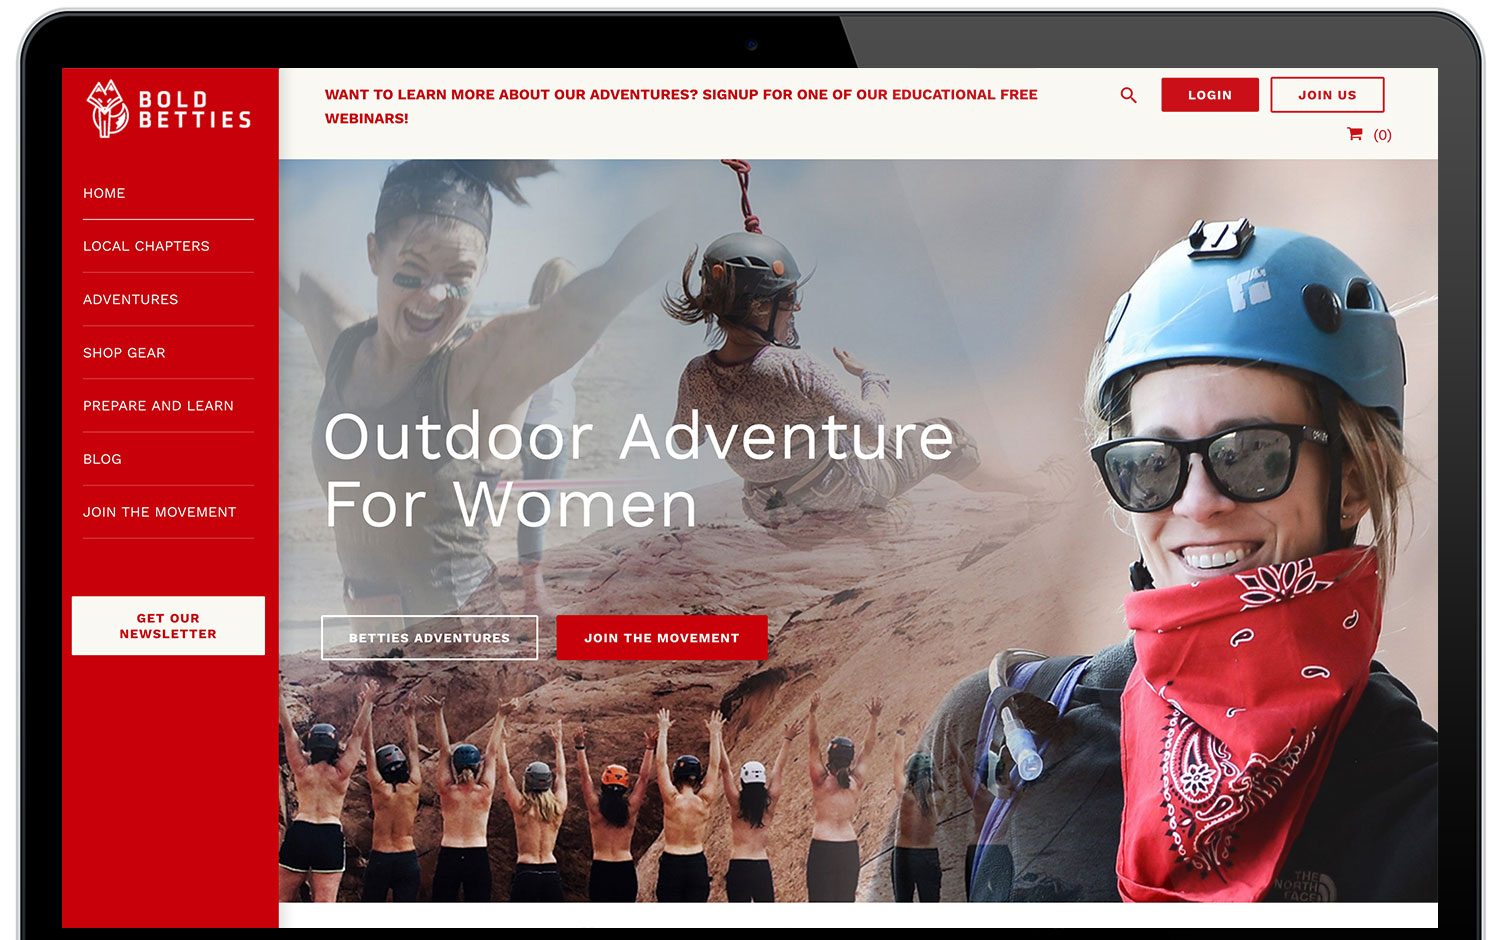 BOLD
BETTIES
HOME
LOCAL CHAPTERS
ADVENTURES
SHOP GEAR
PREPARE AND LEARN
BLOG
JOIN THE MOVEMENT
GET OUR
NEWSLETTER
WANT TO LEARN MORE ABOUT OUR ADVENTURES? SIGNUP FOR ONE OF OUR EDUCATIONAL FREE
WEBINARS!
LOGIN
JOIN US
(0)
Outdoor Adventure
For Women
BETTIES ADVENTURES
JOIN THE MOVEMENT
OAKLEY
THE
NORTH
FACE